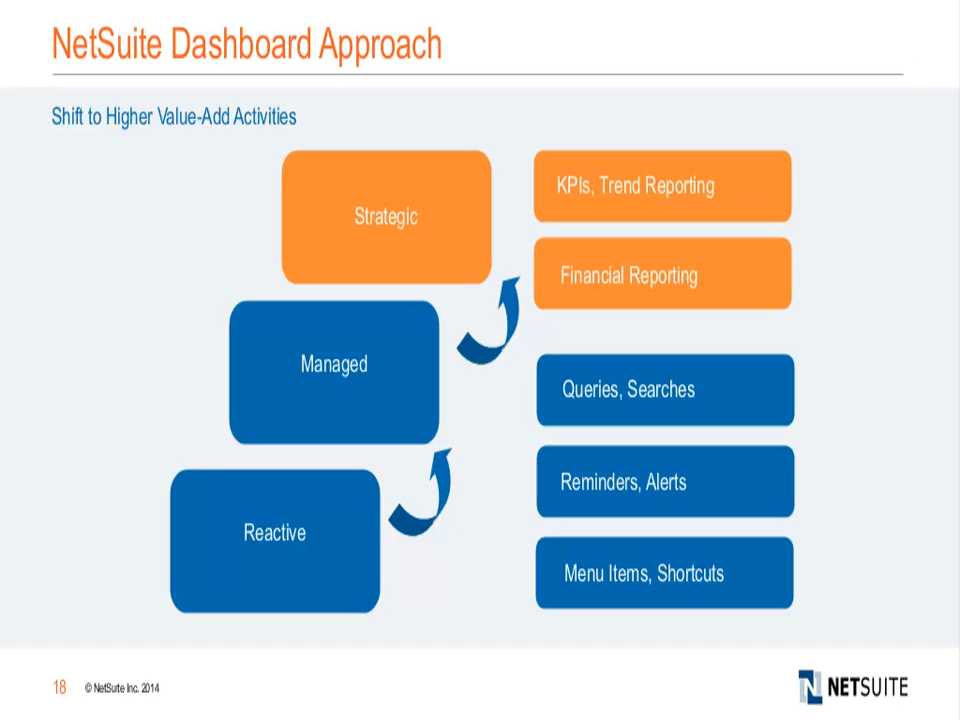 NetSuite Dashboard Approach
Shift to Higher Value-Add Activities
Strategic
KPIs, Trend Reporting
Financial Reporting
Managed
Queries, Searches
Reminders, Alerts
Reactive
Menu Items, Shortcuts
18 © NetSuite Inc. 2014
NETSUITE